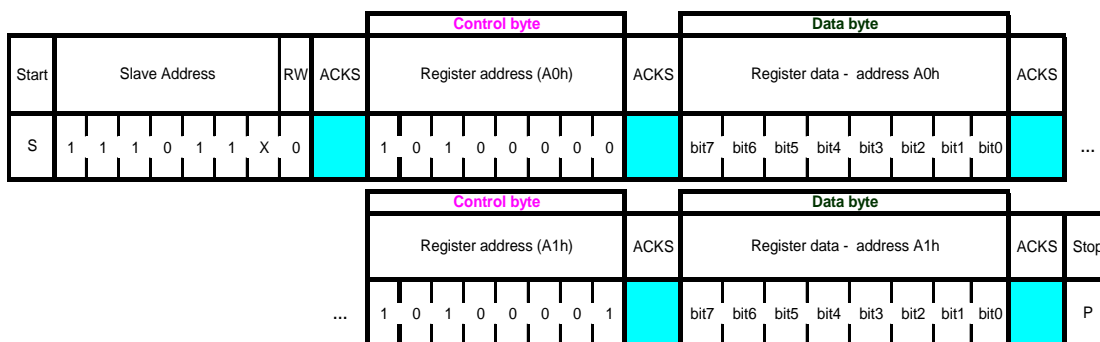 Control byte Data byte
Start Slave Address RW ACKS Register address (A0h) ACKS Register data - address A0h ACKS
S 1 1 1 0 1 1 X 0 1 0 1 0 0 0 0 0 bit7 bit6 bit5 bit4 bit3 bit2 bit1 bit0 ...
Control byte Data byte
Register address (A1h) ACKS Register data - address A1h ACKS Stop
... 1 0 1 0 0 0 0 1 bit7 bit6 bit5 bit4 bit3 bit2 bit1 bit0 P